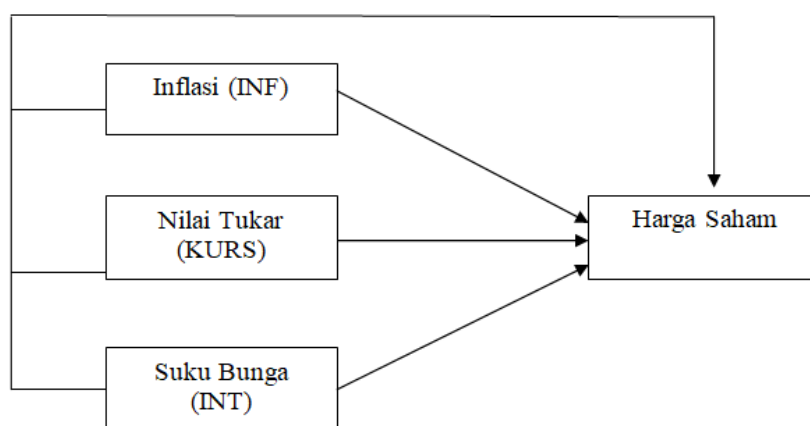 Inflasi (INF)
Nilai Tukar
(KURS)
Harga Saham
Suku Bunga
(INT)